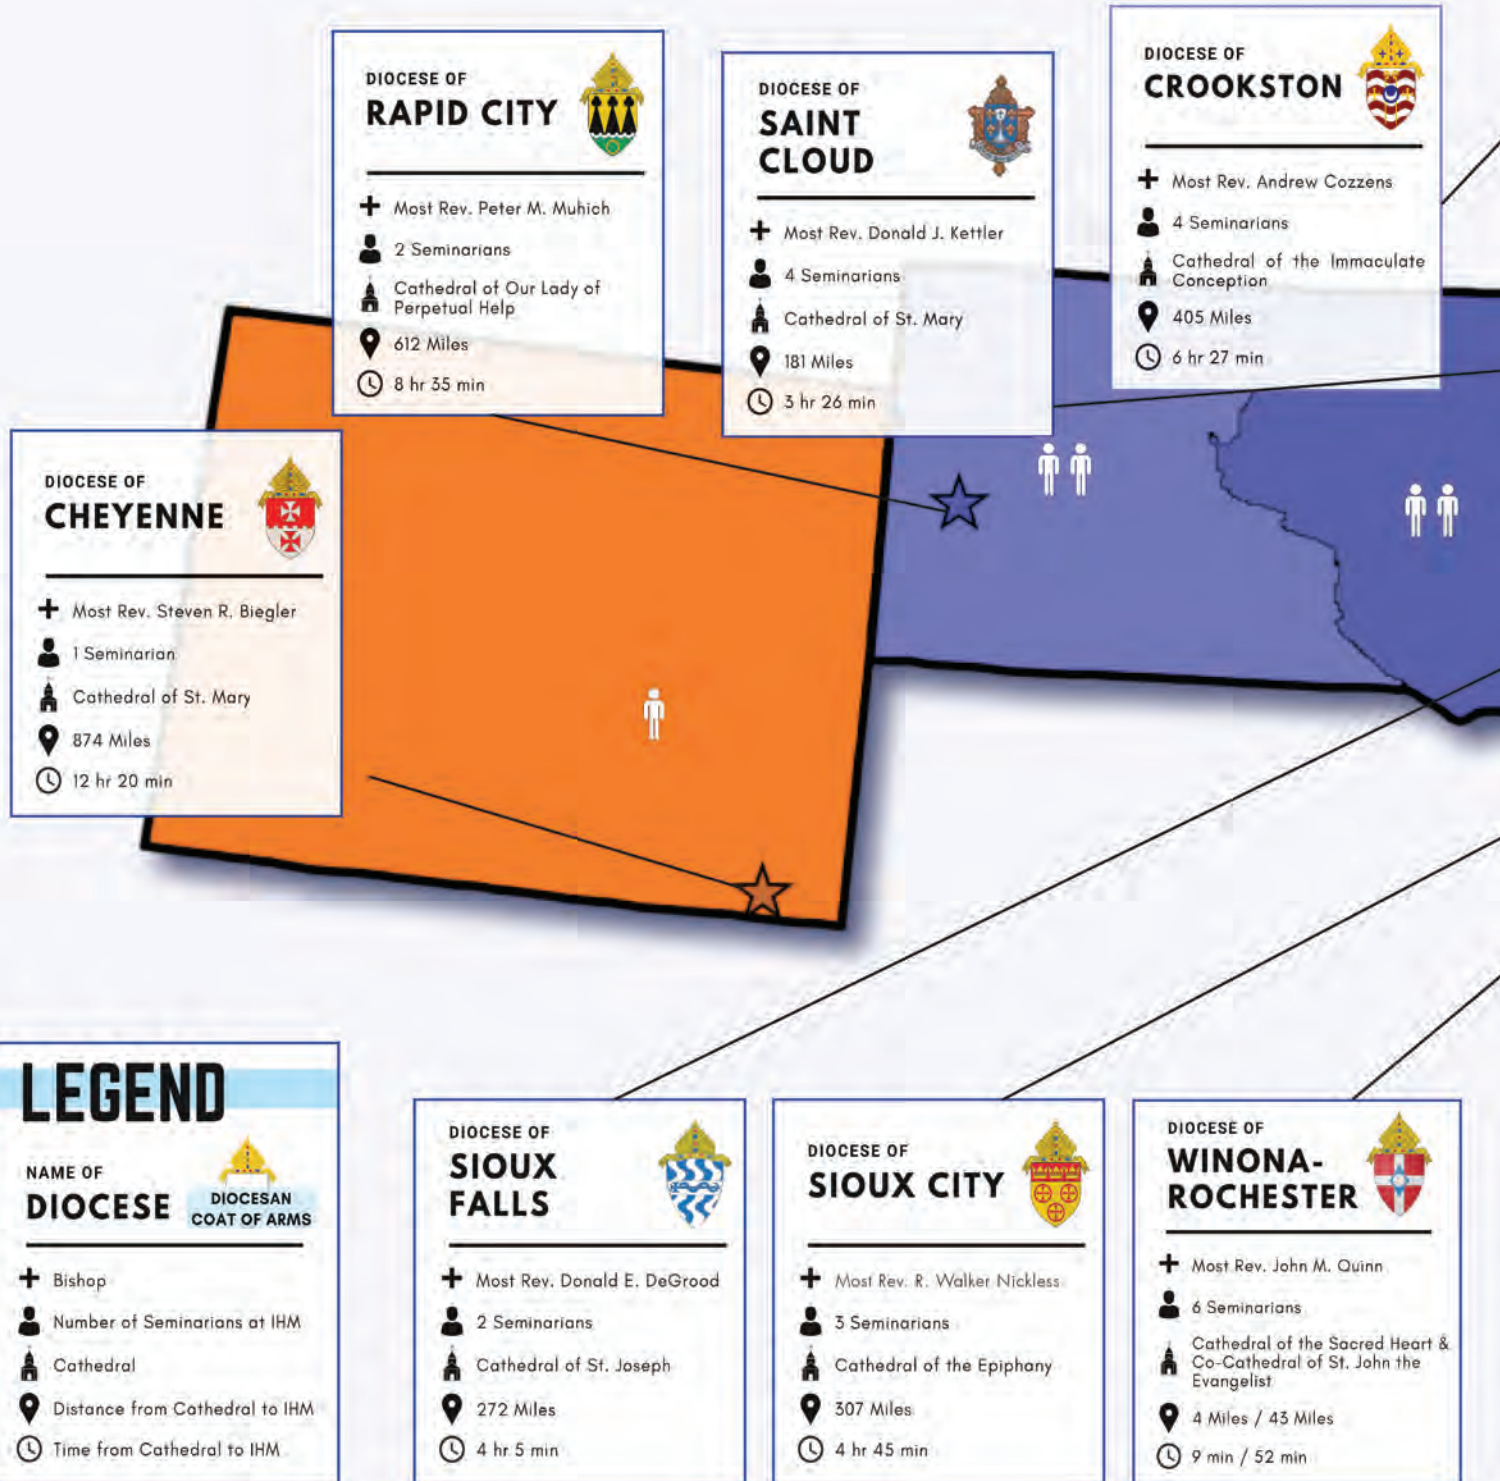 DIOCESE OF
RAPID CITY
Most Rev. Peter M. Muhich
2 Seminarians
Cathedral of Our Lady of
Perpetual Help
612 Miles
8 hr 35 min
DIOCESE OF
SAINT
CLOUD
Most Rev. Donald J. Kettler
4 Seminarians
Cathedral of St. Mary
181 Miles
3 hr 26 min
DIOCESE OF
CROOKSTON
Most Rev. Andrew Cozzens
4 Seminarians
Cathedral of the Immaculate
Conception
405 Miles
6 hr 27 min
DIOCESE OF
CHEYENNE
Most Rev. Steven R. Biegler
1 Seminarian
Cathedral of St. Mary
874 Miles
12 hr 20 min
LEGEND
NAME OF
DIOCESE
DIOCESAN
COAT OF ARMS
Bishop
Number of Seminarians at IHM
Cathedral
Distance from Cathedral to IHM
Time from Cathedral to IHM
DIOCESE OF
SIOUX
FALLS
Most Rev. Donald E. DeGrood
2 Seminarians
Cathedral of St. Joseph
272 Miles
4 hr 5 min
DIOCESE OF
SIOUX CITY
Most Rev. R. Walker Nickless
3 Seminarians
Cathedral of the Epiphany
307 Miles
4 hr 45 min
DIOCESE OF
WINONA-
ROCHESTER
Most Rev. John M. Quinn
6 Seminarians
Cathedral of the Sacred Heart &
Co-Cathedral of St. John the
Evangelist
4 Miles / 43 Miles
9 min / 52 min